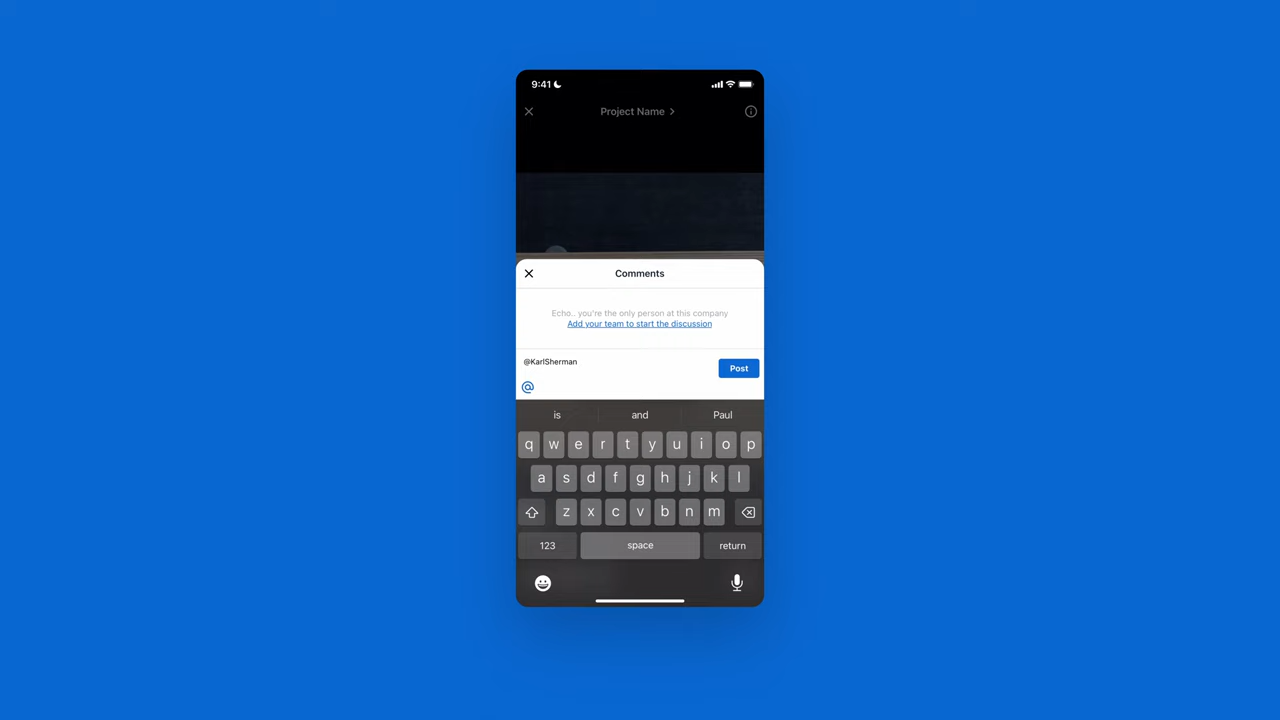 9:41
Project Name
Comments
Echo.. you're the only person at this company
Add your team to start the discussion
@KarlSherman
Post
@
is and Paul
q w e r t y u i o p
a s d f g h j k l
z x c v b n m
123 space return